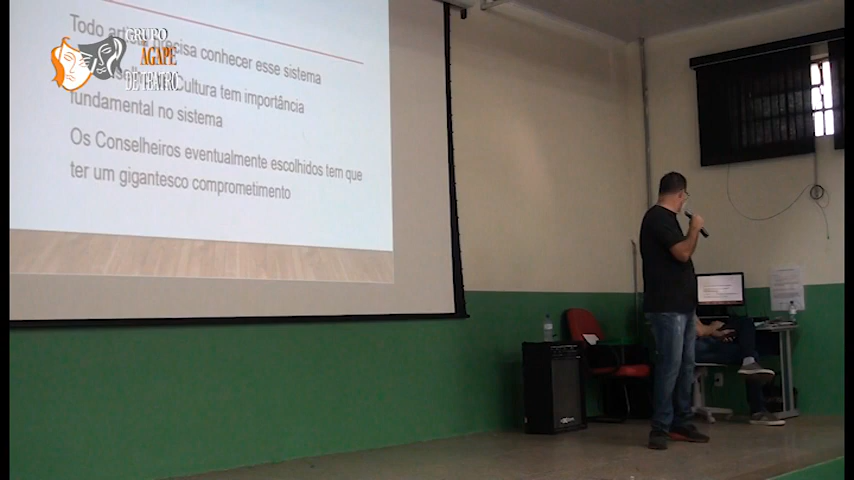 GRUPO
AGAPE
DE TEATRO
Todo artista precisa conhecer esse sistema
Cultura tem importância
fundamental no sistema
Os Conselheiros eventualmente escolhidos tem que
ter um gigantesco comprometimento